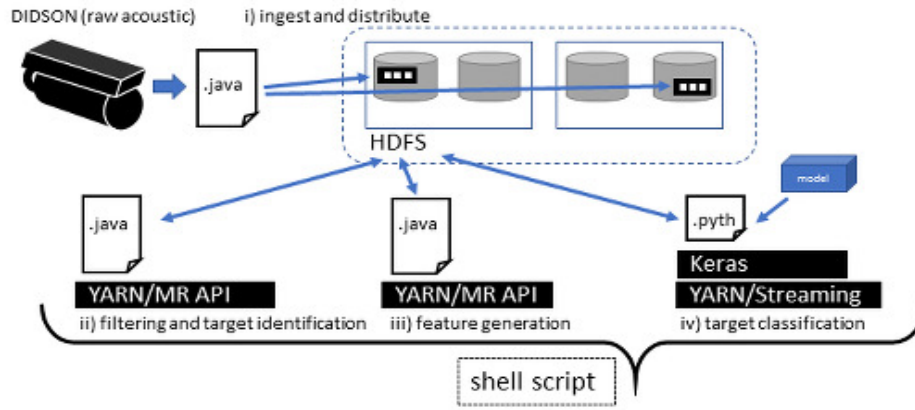 DIDSON (raw acoustic)
i) ingest and distribute
.java
HDFS
model
.java
.java
.pyth
Keras
YARN/MR API
YARN/MR API
YARN/Streaming
ii) filtering and target identification
iii) feature generation
iv) target classification
shell script